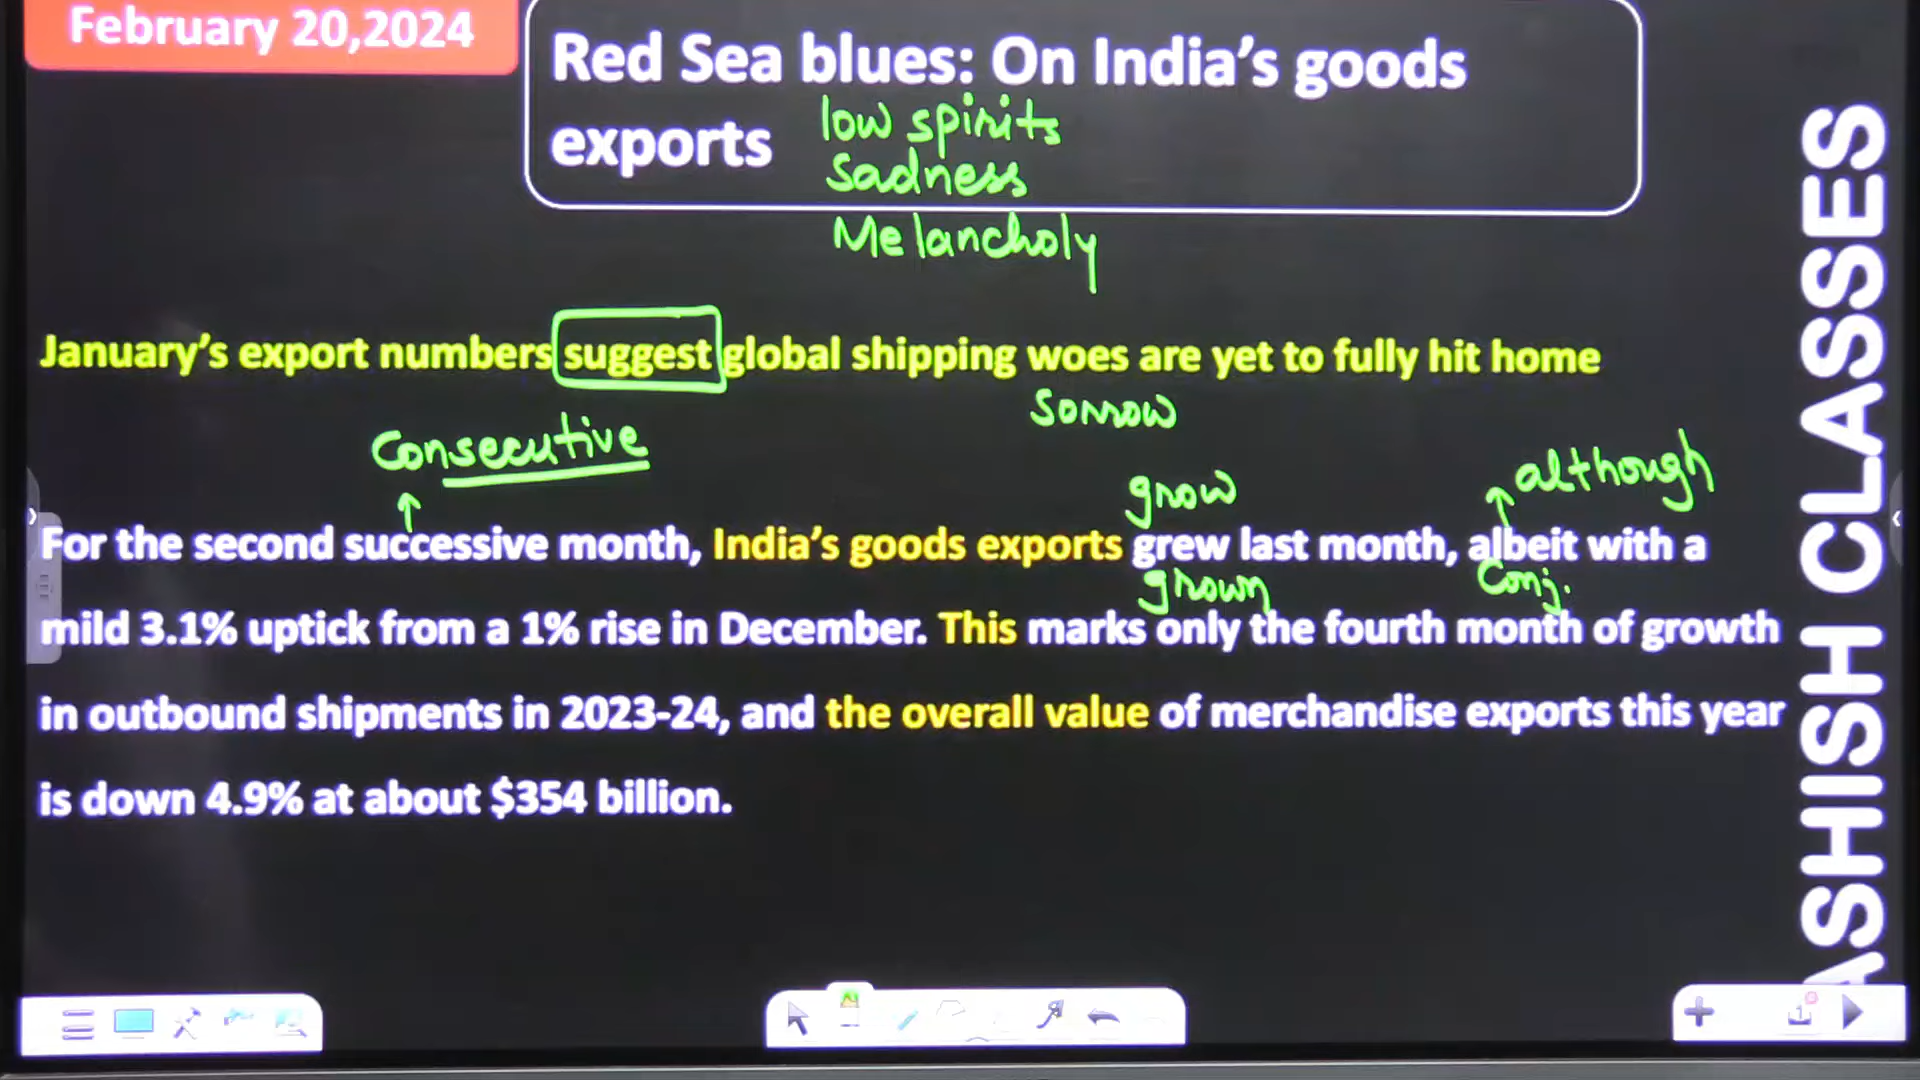 February 20,2024
Red Sea blues: On India's goods
exports
low spirits
Sadness
Melancholy
January's export numbers suggest global shipping woes are yet to fully hit home
Sorrow
Consecutive
although
grow
For the second successive month, India's goods exports grew last month, albeit with a
grown
Conj.
mild 3.1% uptick from a 1% rise in December. This marks only the fourth month of growth
in outbound shipments in 2023-24, and the overall value of merchandise exports this year
is down 4.9% at about $354 billion.
ASHISH CLASSES